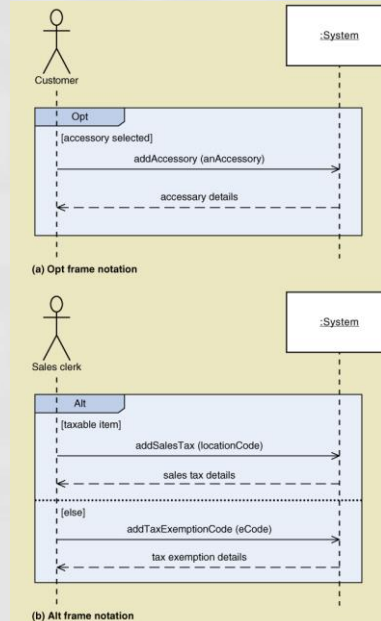 :System
Customer
Opt
[accessory selected]
addAccessory (anAccessory)
accessary details
(a) Opt frame notation
:System
Sales clerk
Alt
[taxable item]
addSalesTax (locationCode)
sales tax details
[else]
addTaxExemptionCode (eCode)
tax exemption details
(b) Alt frame notation